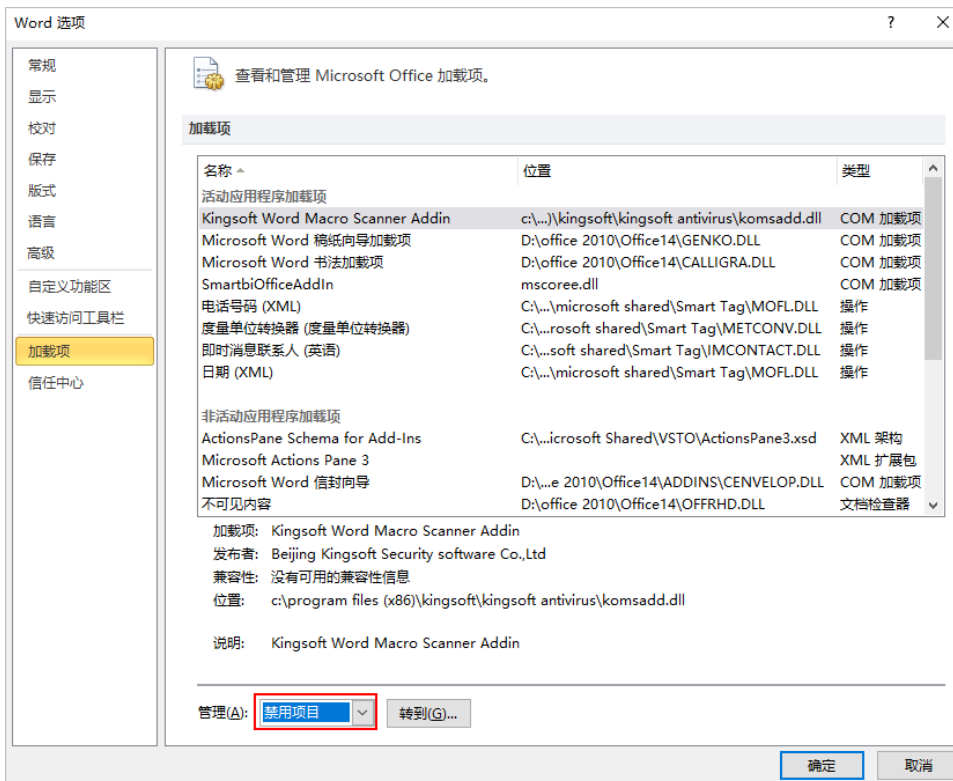 Word 选项
?
常规
显示
校对
保存
版式
语言
高级
自定义功能区
快速访问工具栏
加载项
信任中心
查看和管理 Microsoft Office 加载项。
加载项
名称 位置 类型
活动应用程序加载项
Kingsoft Word Macro Scanner Addin c:\...)\kingsoft\kingsoft antivirus\komsadd.dll COM 加载项
Microsoft Word 稿纸向导加载项 D:\office 2010\Office14\GENKO.DLL COM 加载项
Microsoft Word 书法加载项 D:\office 2010\Office14\CALLIGRA.DLL COM 加载项
SmartbiOfficeAddIn mscoree.dll COM 加载项
电话号码 (XML) C:\...\microsoft shared\Smart Tag\MOFL.DLL 操作
度量单位转换器 (度量单位转换器) C:\...rosoft shared\Smart Tag\METCONV.DLL 操作
即时消息联系人 (英语) C:\...soft shared\Smart Tag\IMCONTACT.DLL 操作
日期 (XML) C:\...\microsoft shared\Smart Tag\MOFL.DLL 操作
非活动应用程序加载项
ActionsPane Schema for Add-Ins C:\...icrosoft Shared\VSTO\ActionsPane3.xsd XML 架构
Microsoft Actions Pane 3 XML 扩展包
Microsoft Word 信封向导 D:\...e 2010\Office14\ADDINS\CENVELOP.DLL COM 加载项
不可见内容 D:\office 2010\Office14\OFFRHD.DLL 文档检查器
加载项: Kingsoft Word Macro Scanner Addin
发布者: Beijing Kingsoft Security software Co.,Ltd
兼容性: 没有可用的兼容性信息
位置: c:\program files (x86)\kingsoft\kingsoft antivirus\komsadd.dll
说明: Kingsoft Word Macro Scanner Addin
管理(A): 禁用项目 转到(G)...
确定 取消